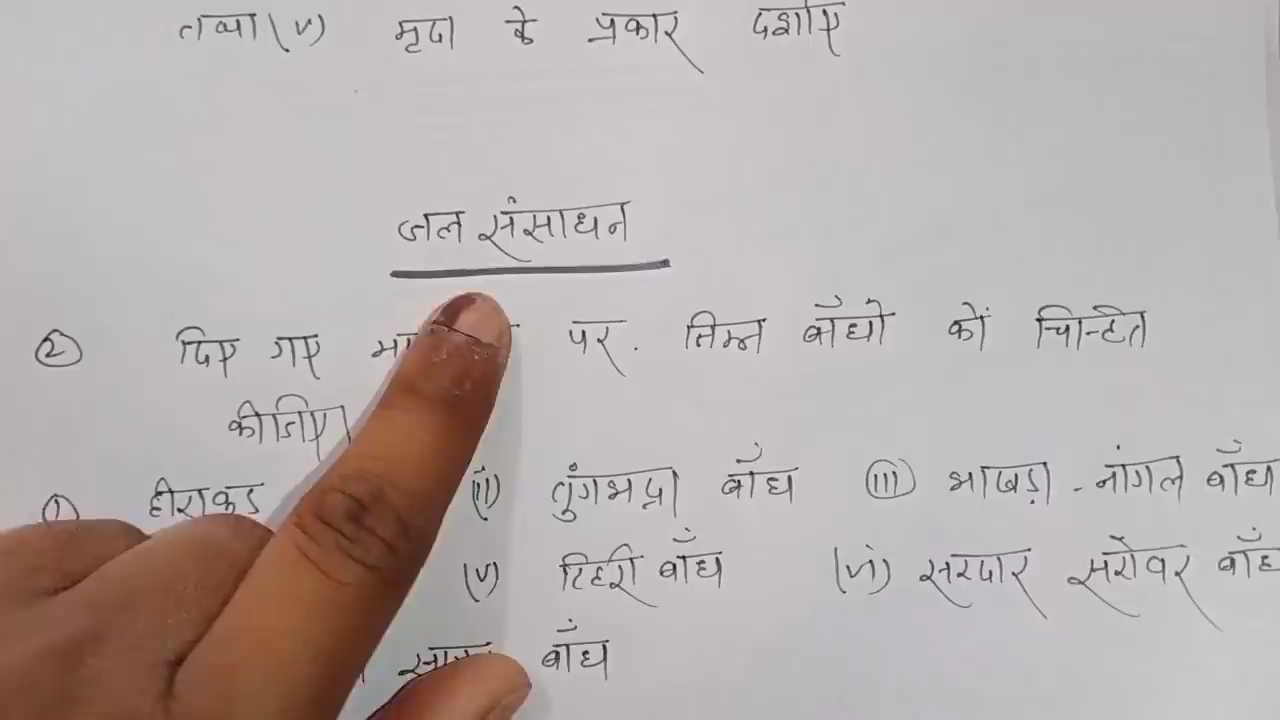 तथा (v) मृदा के प्रकार दर्शाए
जल संसाधन
② दिए गए पर. निम्न बाँधो कों चिन्हित
कीजिए।
हीराकुड (ii) तुंगभद्रा बाँध (iii) भाखड़ा - नांगल बाँध
(v) टिहरी बाँध (vi) सरदार सरोवर बाँध
बाँध